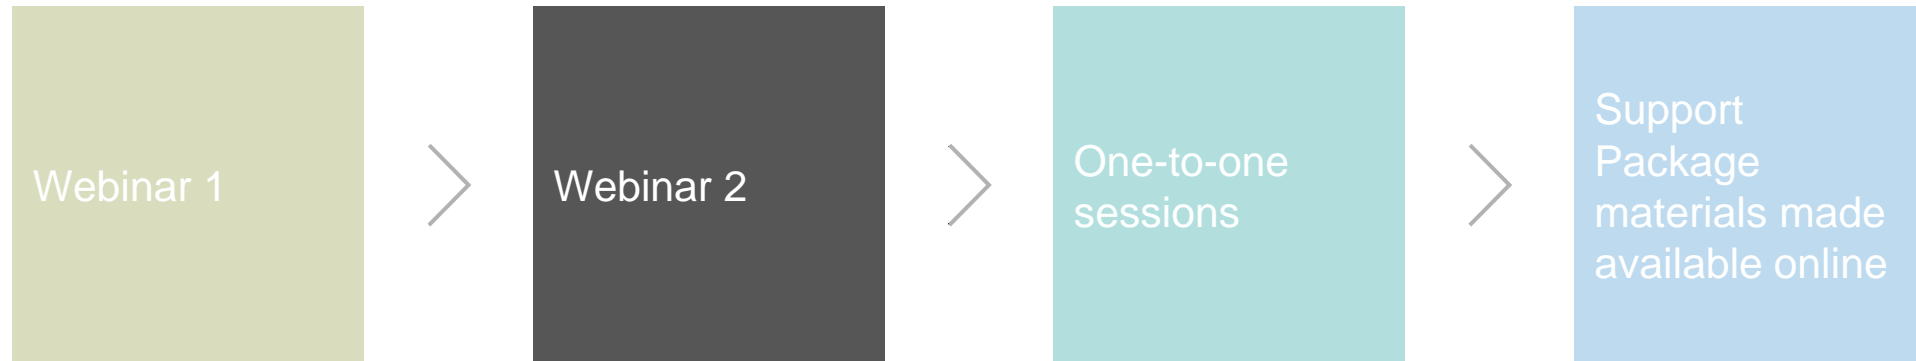 Webinar 1
Webinar 2
One-to-one
sessions
Support
Package
materials made
available online